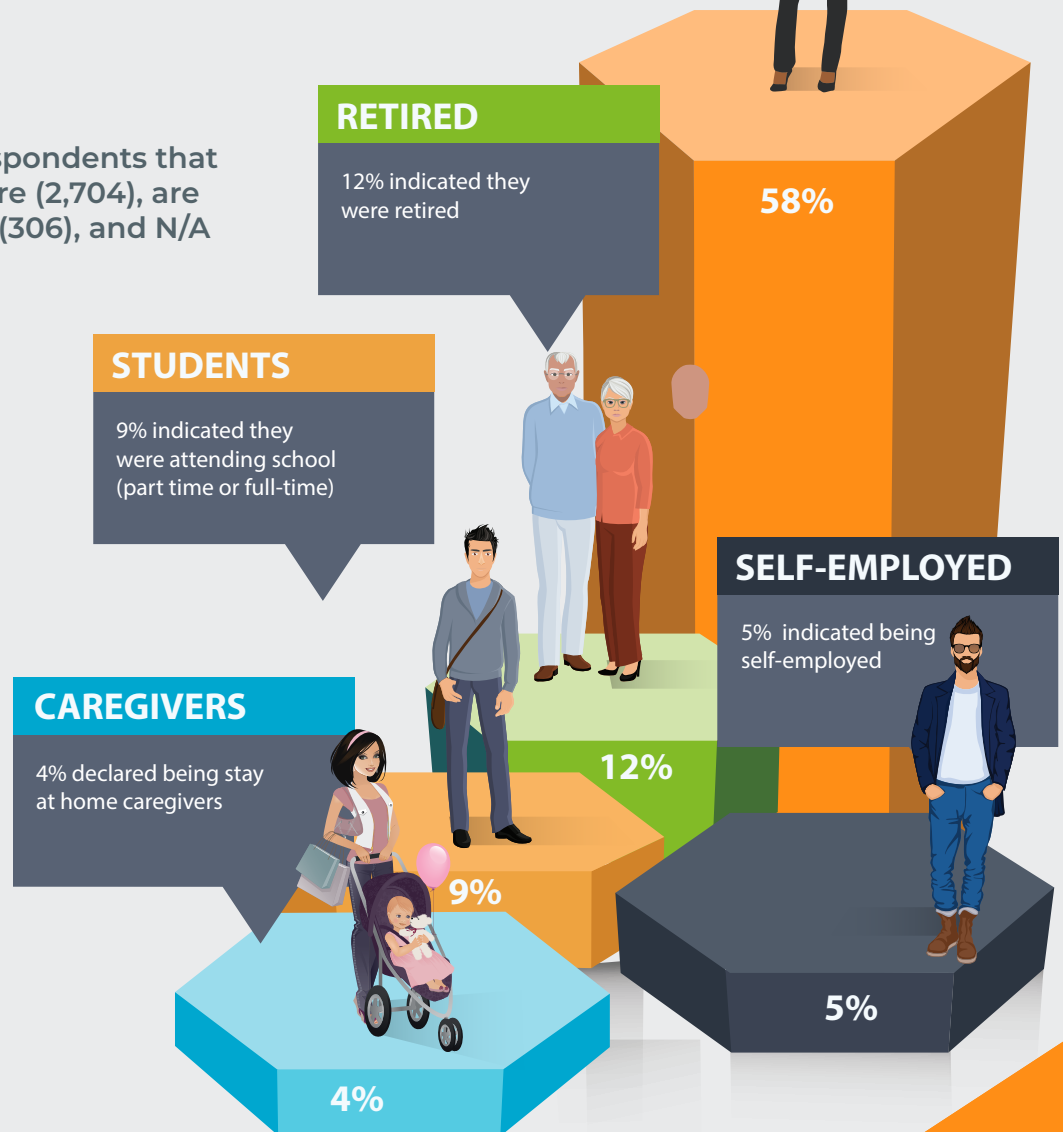 spondents that
re (2,704), are
(306), and N/A
RETIRED
12% indicated they
were retired
58%
STUDENTS
9% indicated they
were attending school
(part time or full-time)
SELF-EMPLOYED
5%  indicated being
self-employed
CAREGIVERS
4% declared being stay
at home caregivers
12%
9%
5%
4%